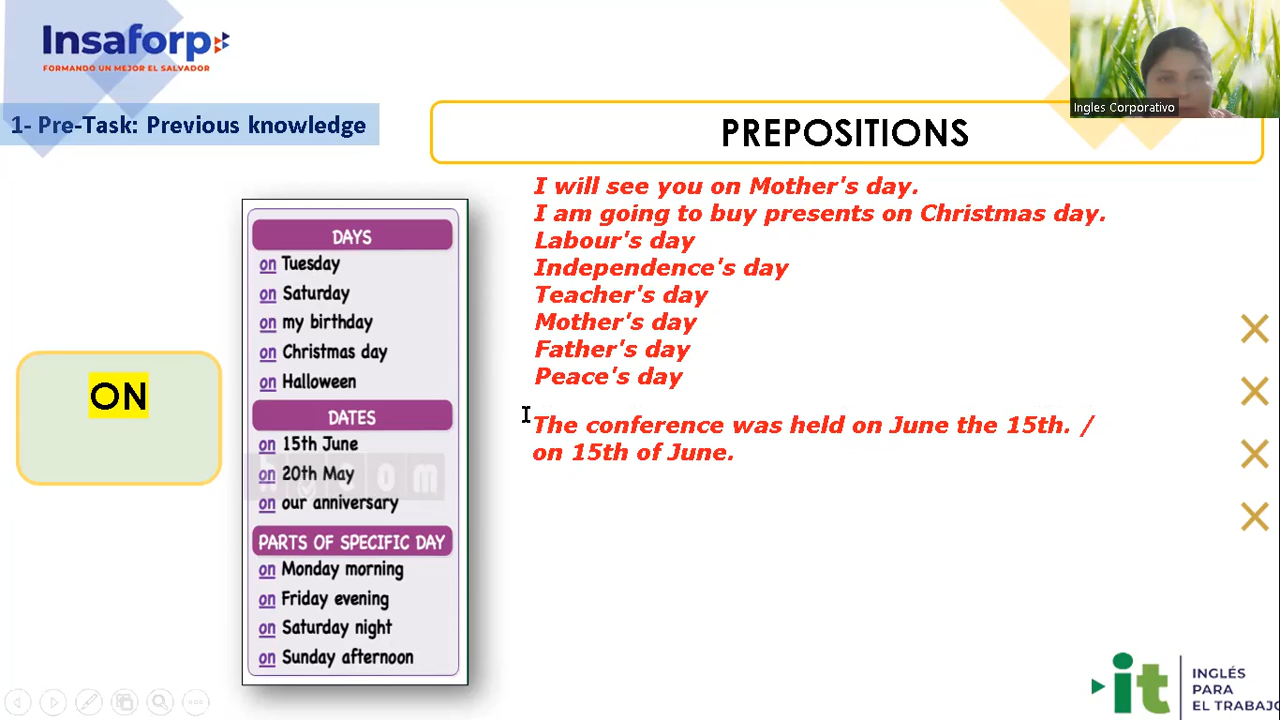 Insaforp
FORMANDO UN MEJOR EL SALVADOR
Ingles Corporativo
1- Pre-Task: Previous knowledge
PREPOSITIONS
ON
DAYS
on Tuesday
on Saturday
on my birthday
on Christmas day
on Halloween
DATES
on 15th June
on 20th May
on our anniversary
PARTS OF SPECIFIC DAY
on Monday morning
on Friday evening
on Saturday night
on Sunday afternoon
I will see you on Mother's day.
I am going to buy presents on Christmas day.
Labour's day
Independence's day
Teacher's day
Mother's day
Father's day
Peace's day
The conference was held on June the 15th. /
on 15th of June.
it
INGLÉS
PARA
EL TRABAJO